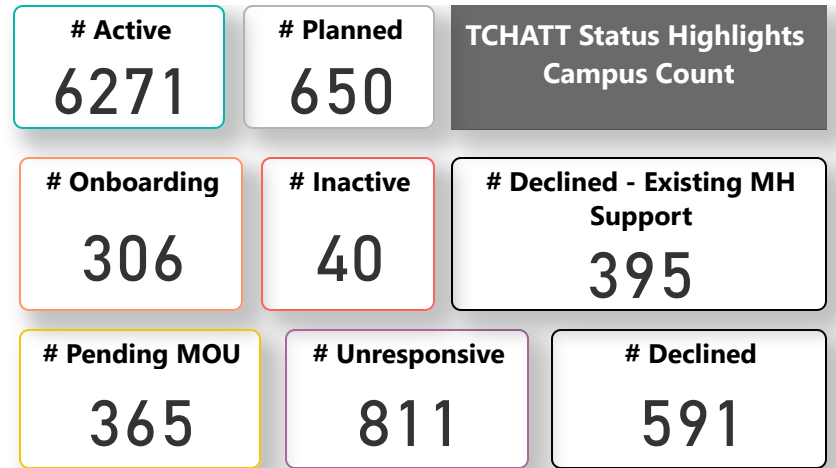 # Active
6271
# Planned
650
TCHATT Status Highlights
Campus Count
# Onboarding
306
# Inactive
40
# Declined - Existing MH
Support
395
# Pending MOU
365
# Unresponsive
811
# Declined
591